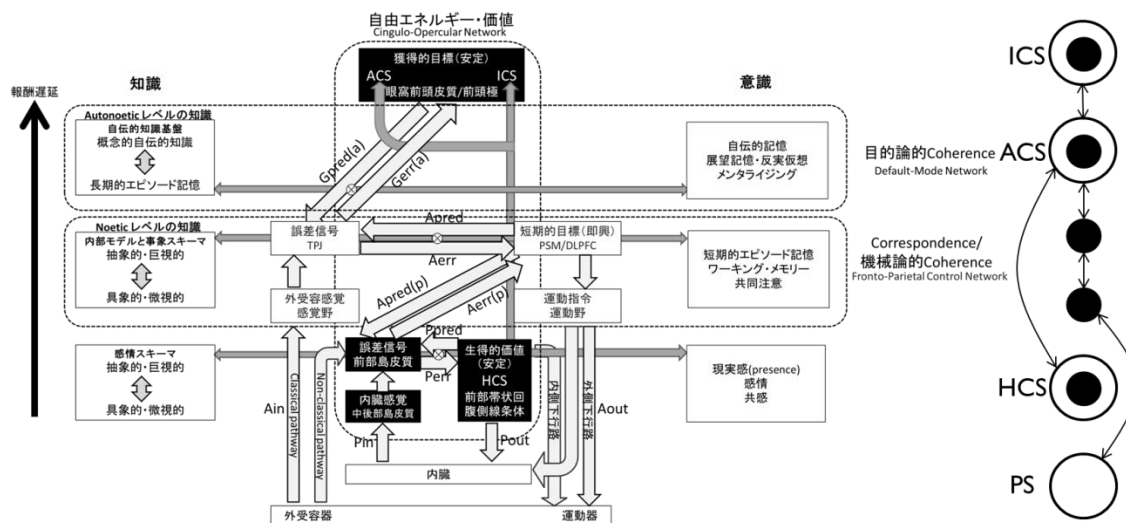 自由エネルギー・価値
Cingulo-Opercular Network
獲得的目標(安定)
ACS
ICS
眼窩前頭皮質/前頭極
知識
意識
報酬遅延
Autonoetic レベルの知識
自伝的知識基盤
概念的自伝的知識
長期的エピソード記憶
Gpred(a)
Gerr(a)
自伝的記憶
展望記憶・反実仮想
メンタライジング
Noetic レベルの知識
内部モデルと事象スキーマ
抽象的・巨視的
具象的・微視的
誤差信号
TPJ
Apred
Aerr
短期的目標(即興)
PSM/DLPFC
短期的エピソード記憶
ワーキング・メモリー
共同注意
外受容感覚
感覚野
Apred(p)
Aerr(p)
運動指令
運動野
感情スキーマ
抽象的・巨視的
具象的・微視的
誤差信号
前部島皮質
Ppred
Perr
生得的価値
(安定)
HCS
前部帯状回
腹側線条体
現実感(presence)
感情
共感
内臓感覚
中後部島皮質
Ain
Classical pathway
Non-classical pathway
Pin
Pout
内側下行路
外側下行路
Aout
内臓
外受容器
運動器
ICS
目的論的Coherence
Default-Mode Network
ACS
Correspondence/
機械論的Coherence
Fronto-Parietal Control Network
HCS
PS